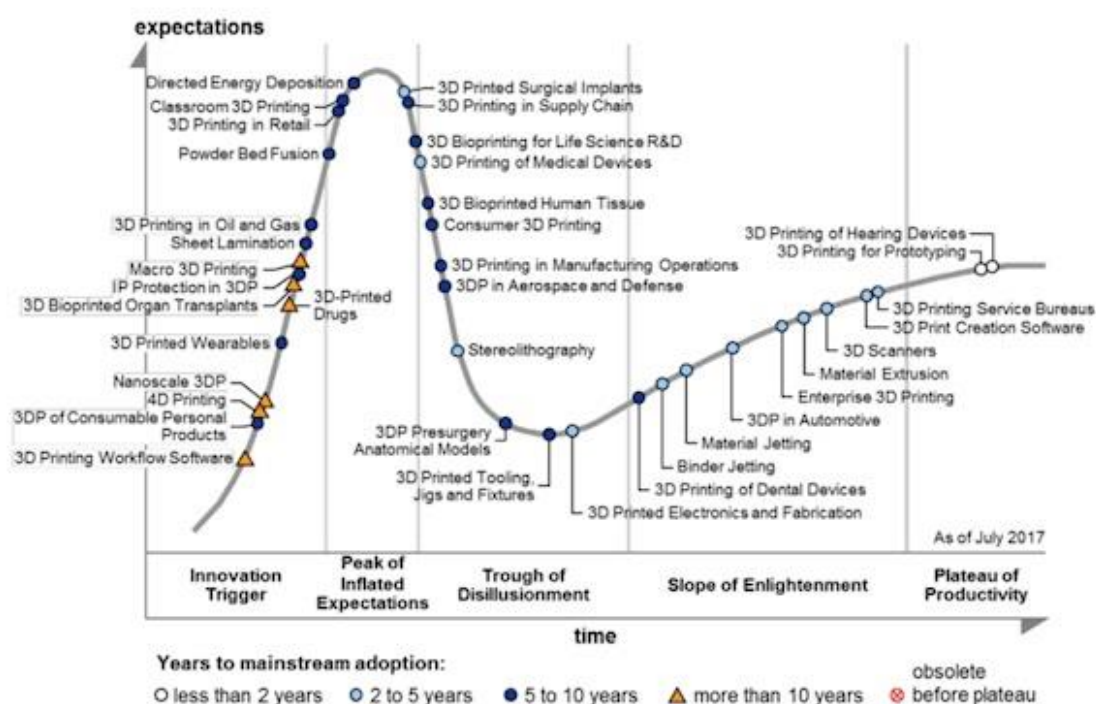 expectations
Directed Energy Deposition
Classroom 3D Printing
3D Printing in Retail
Powder Bed Fusion
3D Printing in Oil and Gas
Sheet Lamination
Macro 3D Printing
IP Protection in 3DP
3D Bioprinted Organ Transplants
3D-Printed
Drugs
3D Printed Wearables
Nanoscale 3DP
4D Printing
3DP of Consumable Personal
Products
3D Printing Workflow Software
3D Printed Surgical Implants
3D Printing in Supply Chain
3D Bioprinting for Life Science R&D
3D Printing of Medical Devices
3D Bioprinted Human Tissue
Consumer 3D Printing
3D Printing in Manufacturing Operations
3DP in Aerospace and Defense
Stereolithography
3DP Presurgery
Anatomical Models
3D Printed Tooling,
Jigs and Fixtures
3D Printed Electronics and Fabrication
3D Printing of Dental Devices
Binder Jetting
Material Jetting
3DP in Automotive
Enterprise 3D Printing
Material Extrusion
3D Scanners
3D Print Creation Software
3D Printing Service Bureaus
3D Printing of Hearing Devices
3D Printing for Prototyping
As of July 2017
Innovation
Trigger
Peak of
Inflated
Expectations
Trough of
Disillusionment
Slope of Enlightenment
Plateau of
Productivity
time
Years to mainstream adoption:
less than 2 years
2 to 5 years
5 to 10 years
more than 10 years
obsolete
before plateau